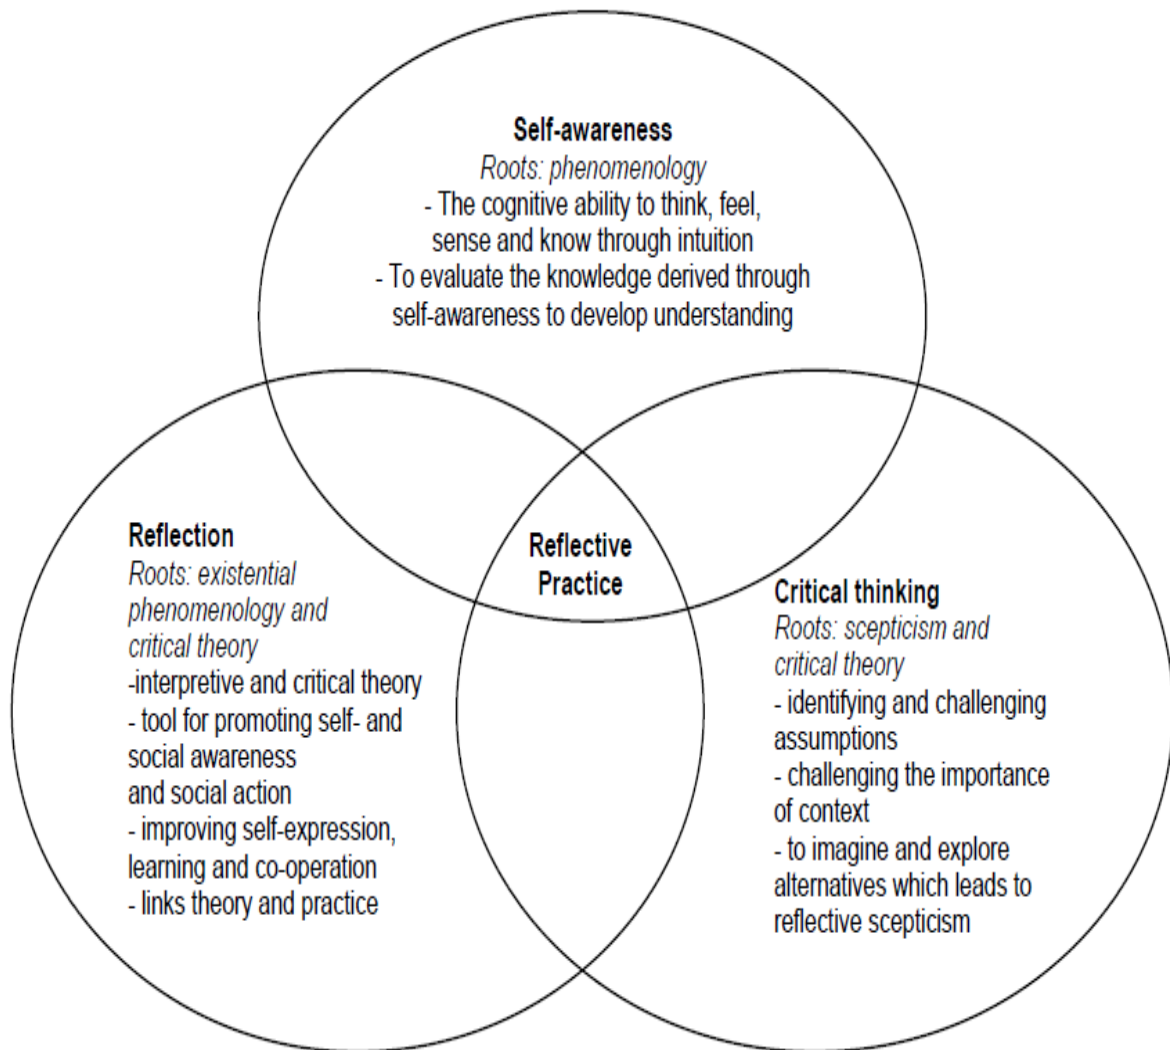 Self-awareness
Roots: phenomenology
- The cognitive ability to think, feel,
sense and know through intuition
- To evaluate the knowledge derived through
self-awareness to develop understanding
Reflection
Roots: existential
phenomenology and
critical theory
-interpretive and critical theory
- tool for promoting self- and
social awareness
and social action
- improving self-expression,
learning and co-operation
- links theory and practice
Reflective
Practice
Critical thinking
Roots: scepticism and
critical theory
- identifying and challenging
assumptions
- challenging the importance
of context
- to imagine and explore
alternatives which leads to
reflective scepticism